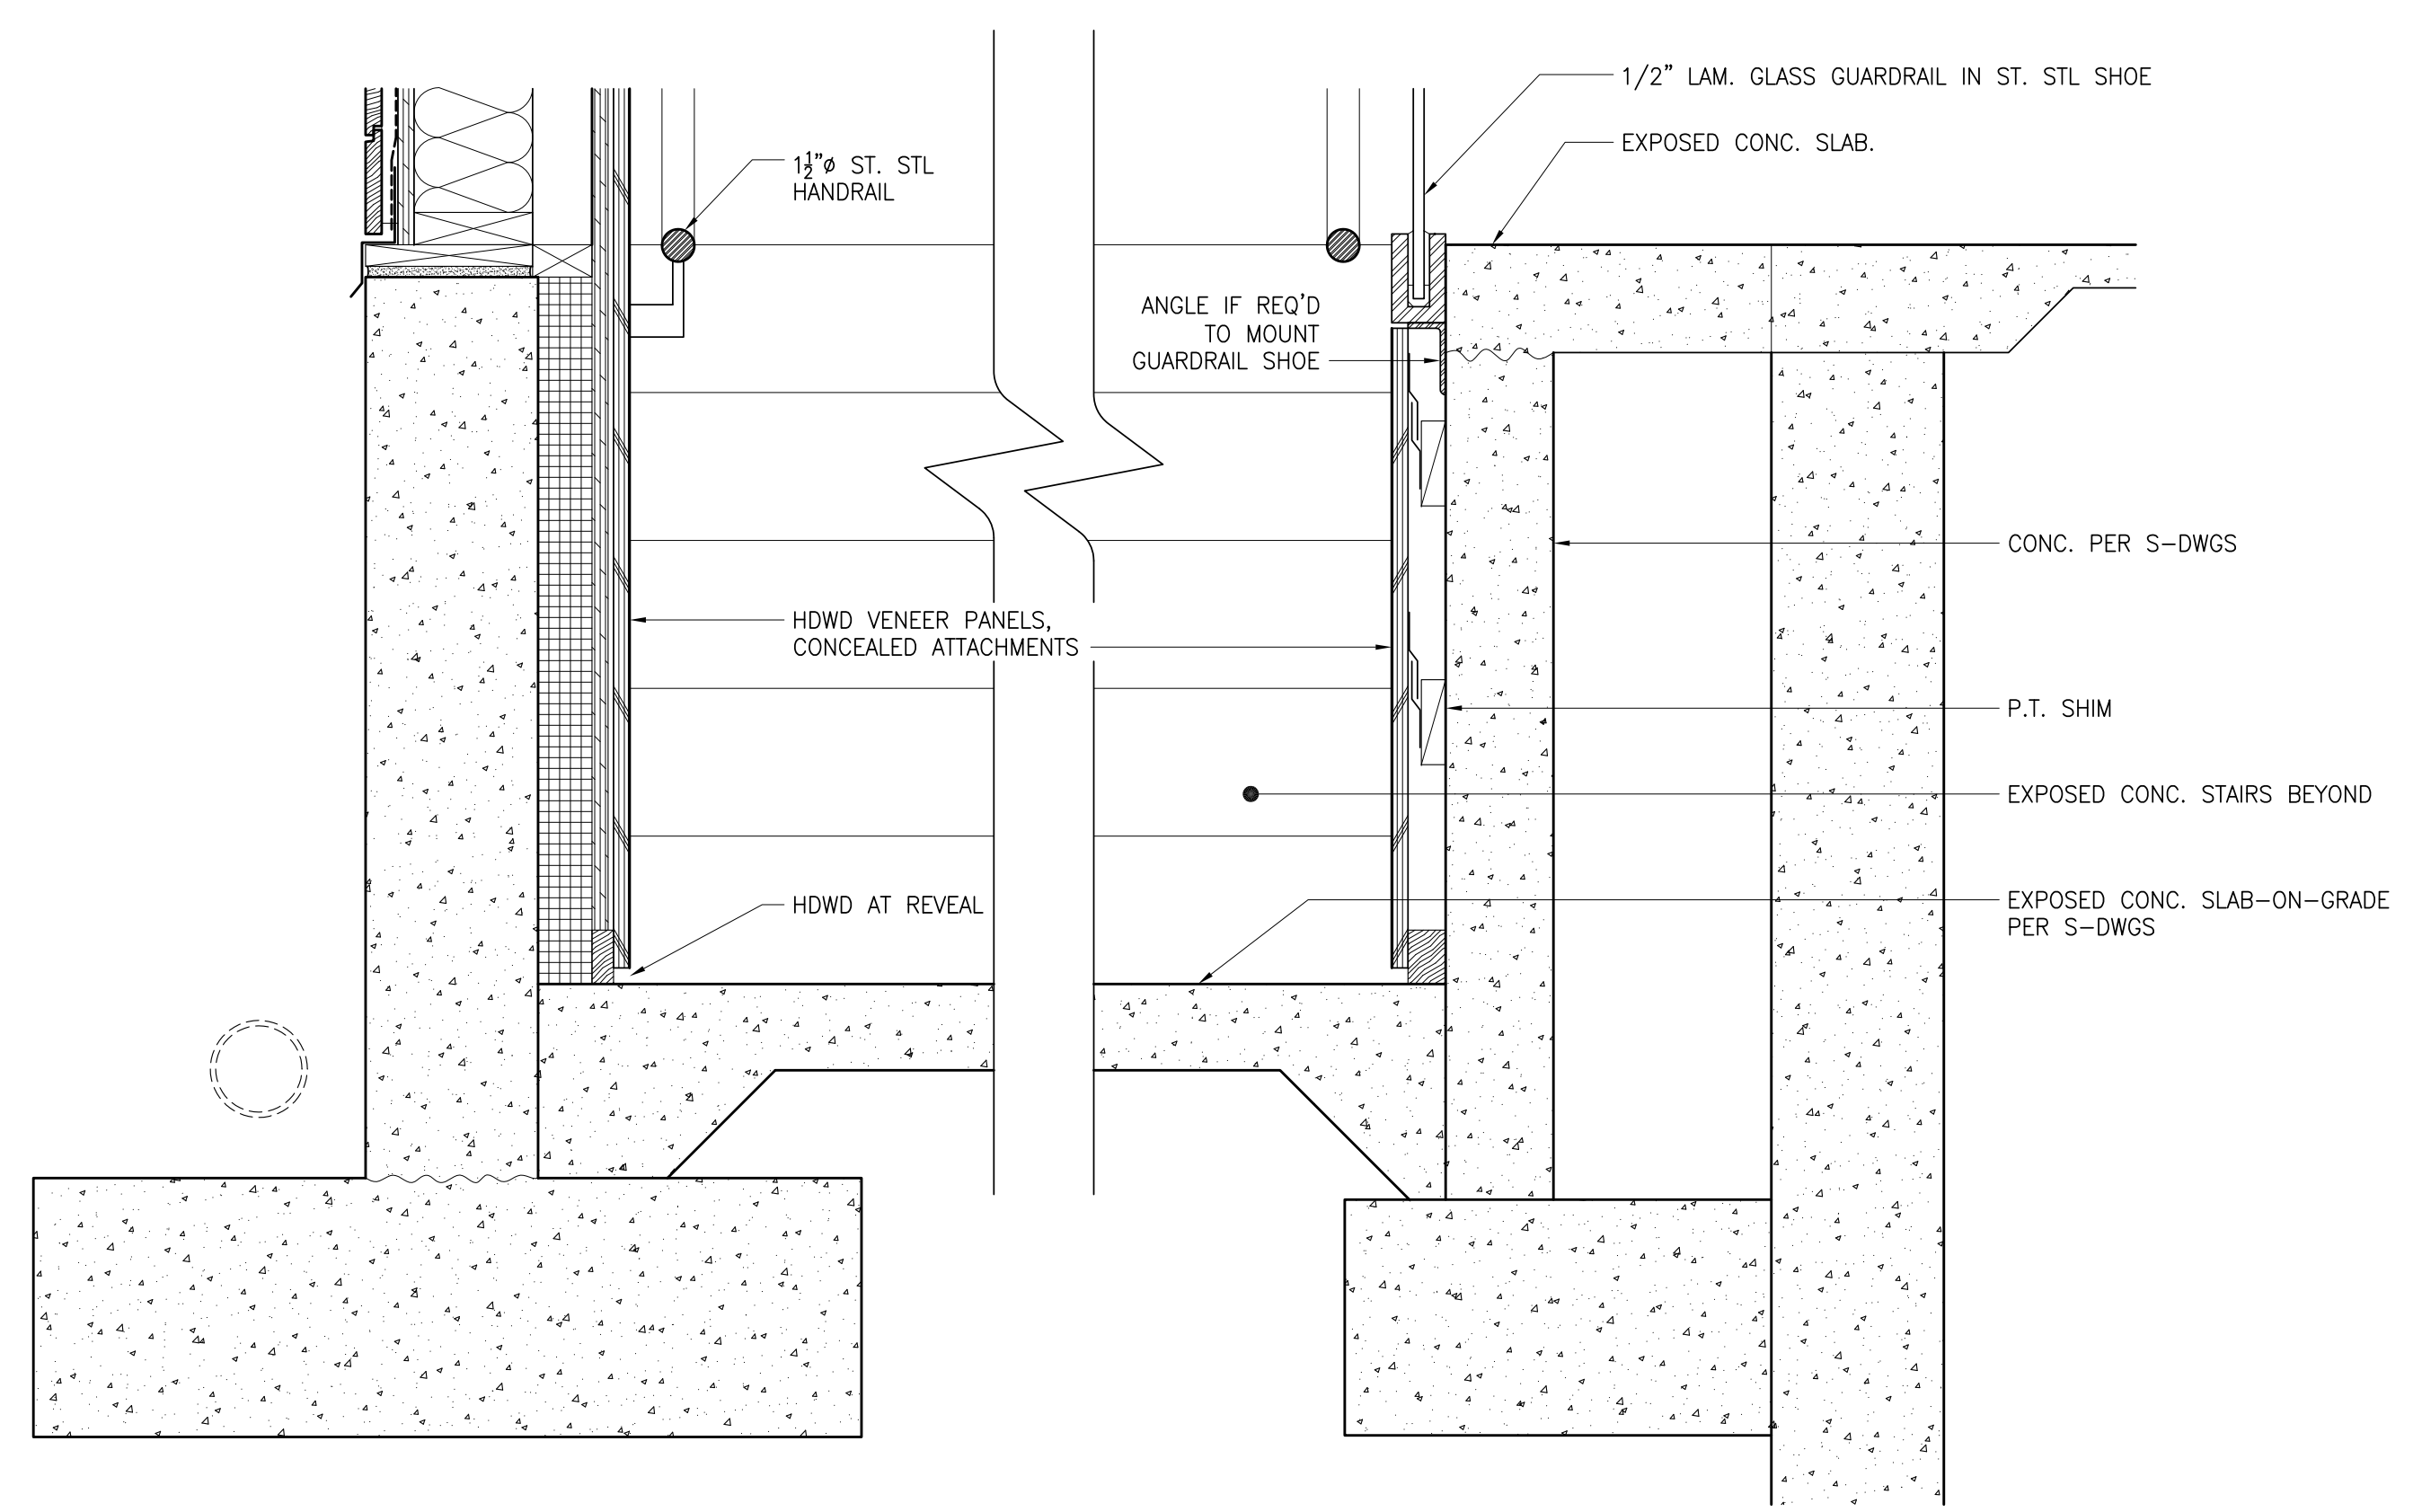 1/2” LAM. GLASS GUARDRAIL IN ST. STL SHOE
EXPOSED CONC. SLAB.
1½”ø ST. STL
HANDRAIL
ANGLE IF REQ'D
TO MOUNT
GUARDRAIL SHOE
CONC. PER S-DWGS
HDWD VENEER PANELS,
CONCEALED ATTACHMENTS
P.T. SHIM
EXPOSED CONC. STAIRS BEYOND
HDWD AT REVEAL
EXPOSED CONC. SLAB-ON-GRADE
PER S-DWGS